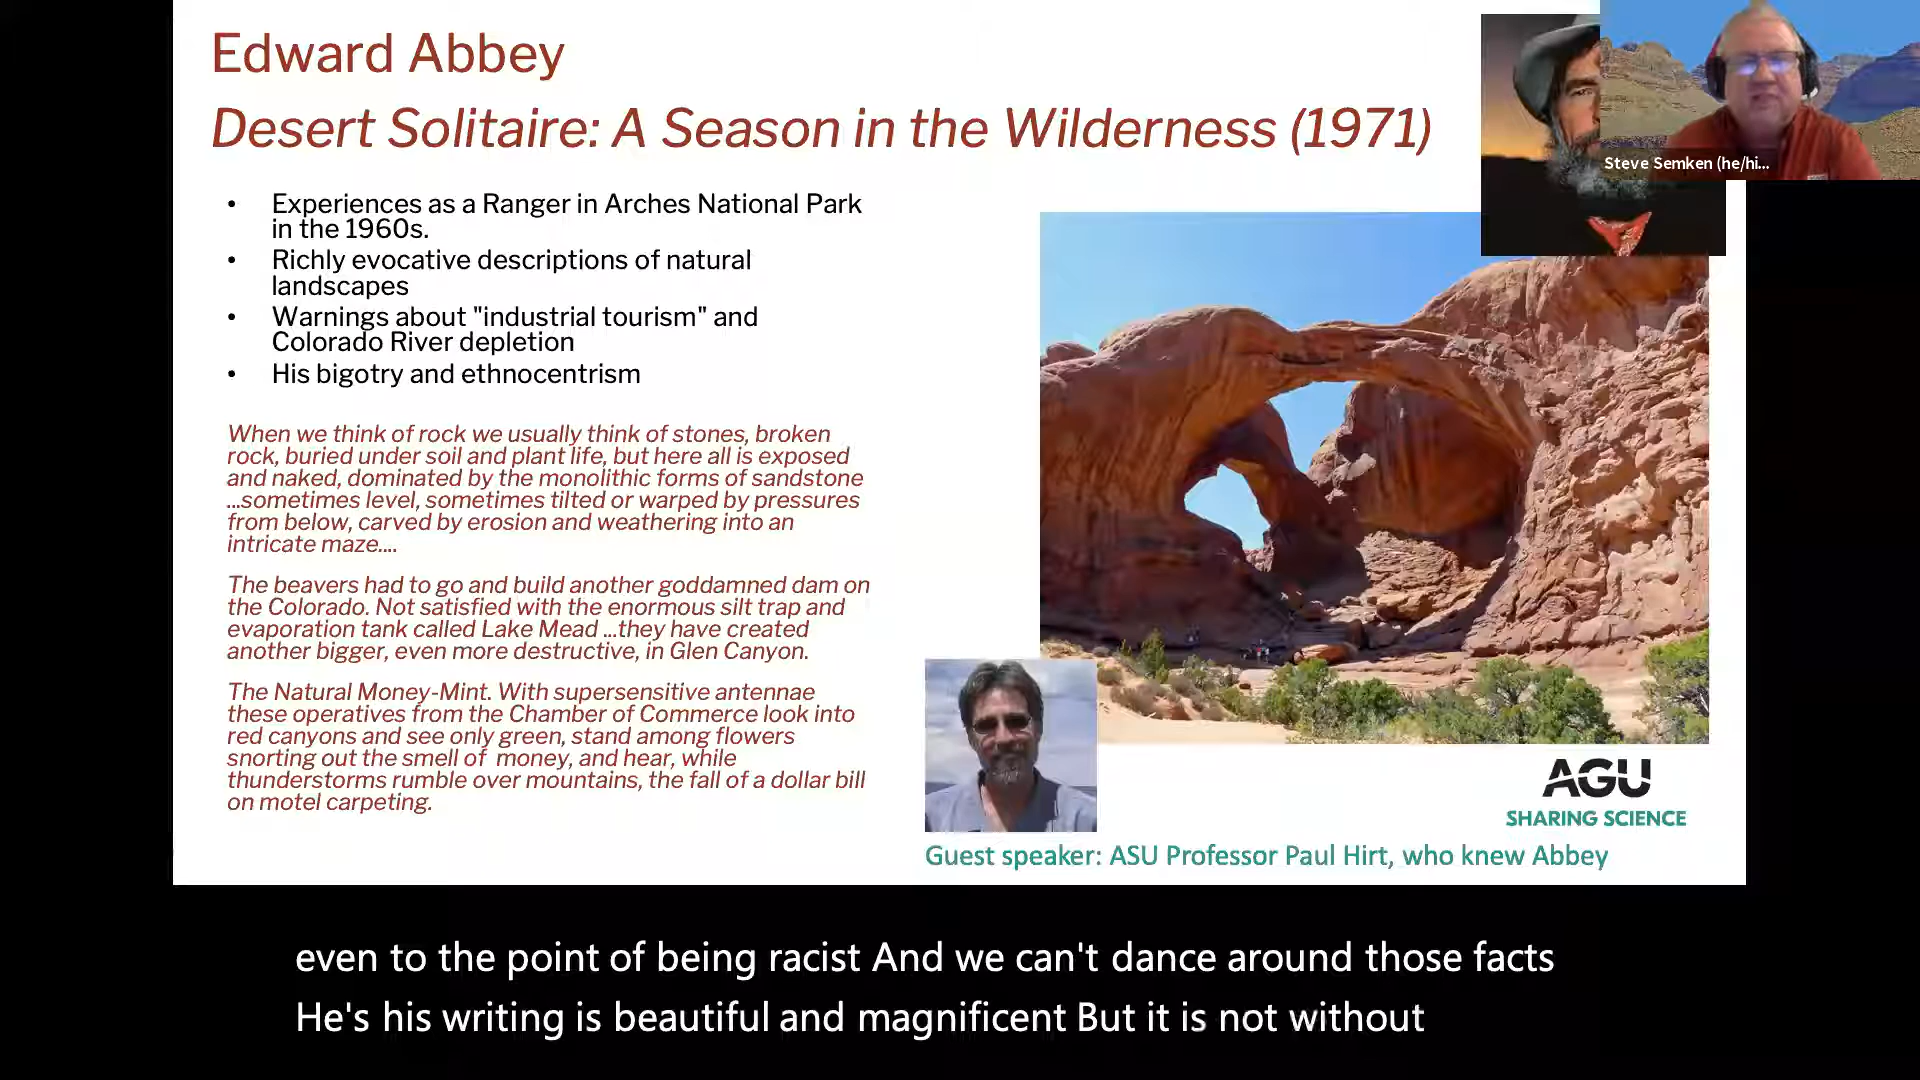 Edward Abbey
Desert Solitaire: A Season in the Wilderness (1971)
Steve Semken (he/hi...
• Experiences as a Ranger in Arches National Park
in the 1960s.
• Richly evocative descriptions of natural
landscapes
• Warnings about "industrial tourism" and
Colorado River depletion
• His bigotry and ethnocentrism
When we think of rock we usually think of stones, broken
rock, buried under soil and plant life, but here all is exposed
and naked, dominated by the monolithic forms of sandstone
...sometimes level, sometimes tilted or warped by pressures
from below, carved by erosion and weathering into an
intricate maze....
The beavers had to go and build another goddamned dam on
the Colorado. Not satisfied with the enormous silt trap and
evaporation tank called Lake Mead ...they have created
another bigger, even more destructive, in Glen Canyon.
The Natural Money-Mint. With supersensitive antennae
these operatives from the Chamber of Commerce look into
red canyons and see only green, stand among flowers
snorting out the smell of money, and hear, while
thunderstorms rumble over mountains, the fall of a dollar bill
on motel carpeting.
AGU
SHARING SCIENCE
Guest speaker: ASU Professor Paul Hirt, who knew Abbey
even to the point of being racist And we can't dance around those facts
He's his writing is beautiful and magnificent But it is not without